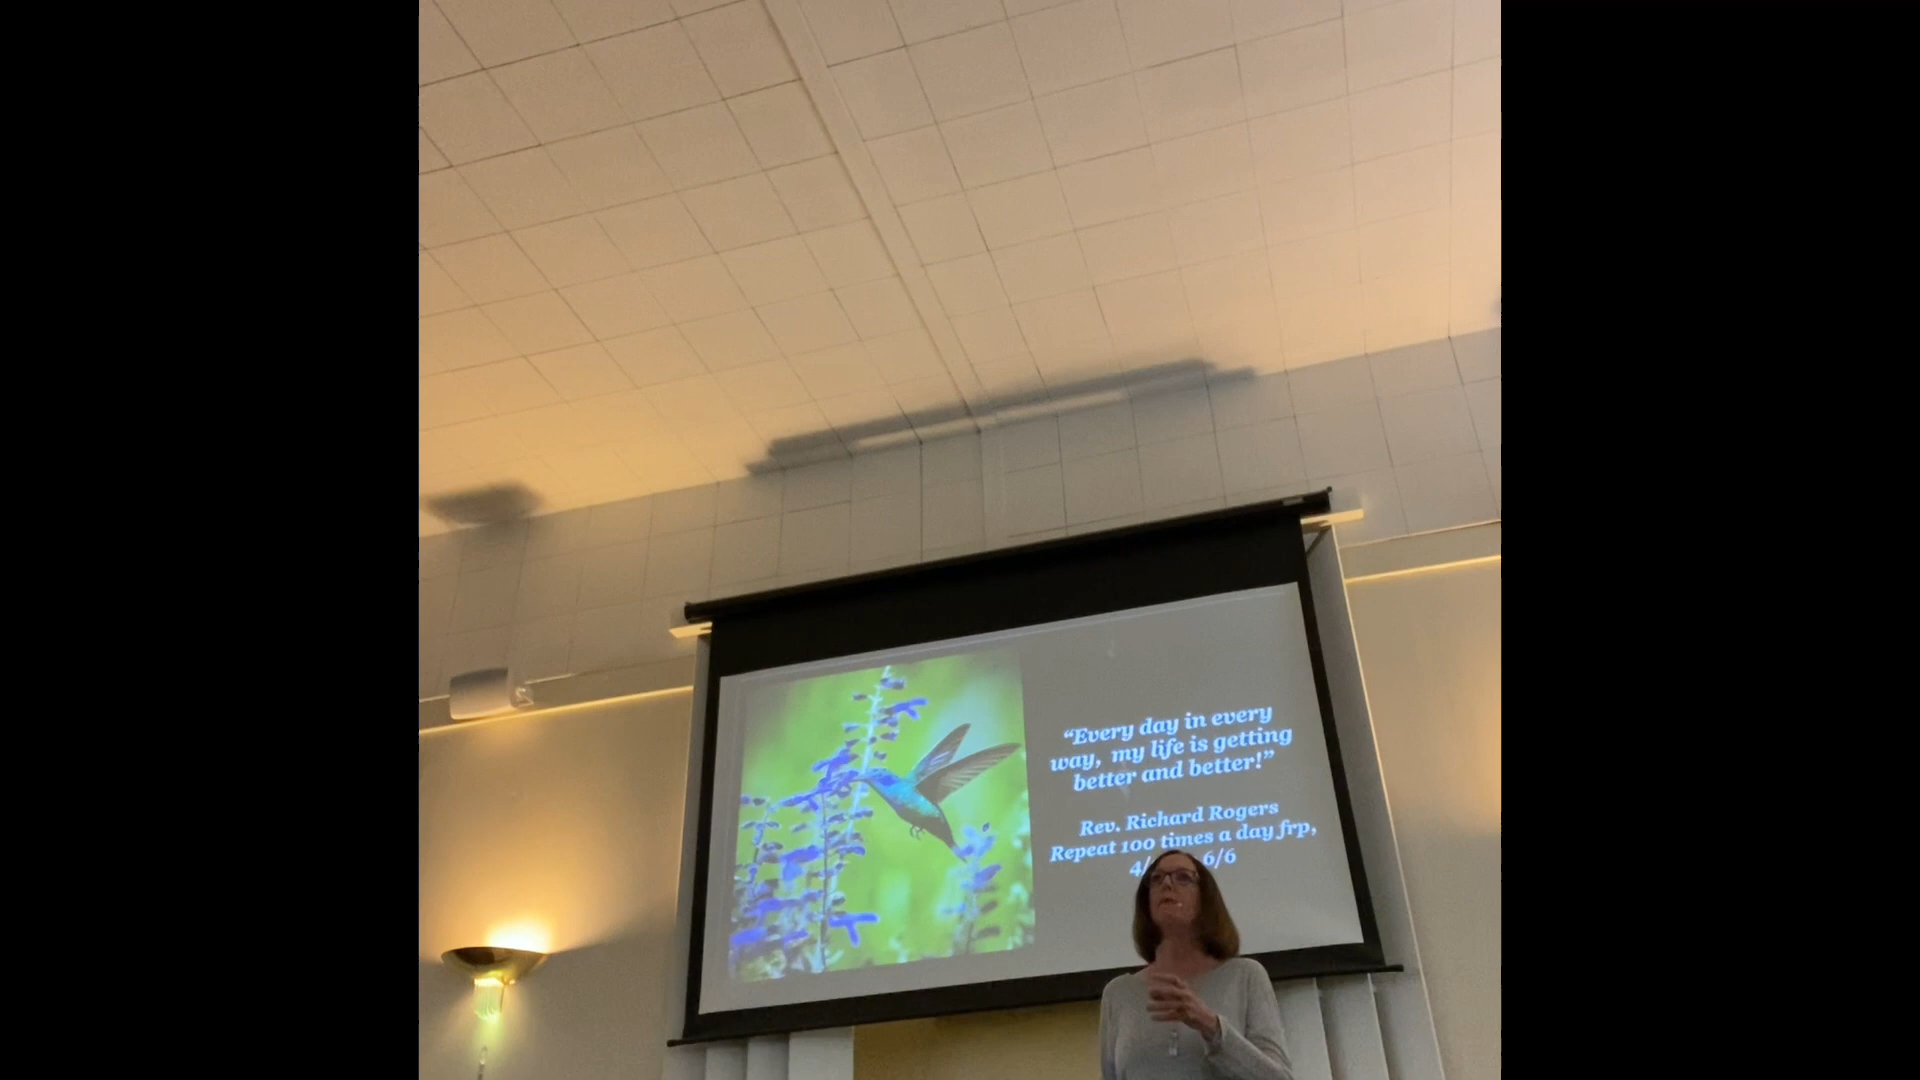 “Every day in every
way, my life is getting
better and better!”
Rev. Richard Rogers
Repeat 100 times a day frp,
4/ 6/6